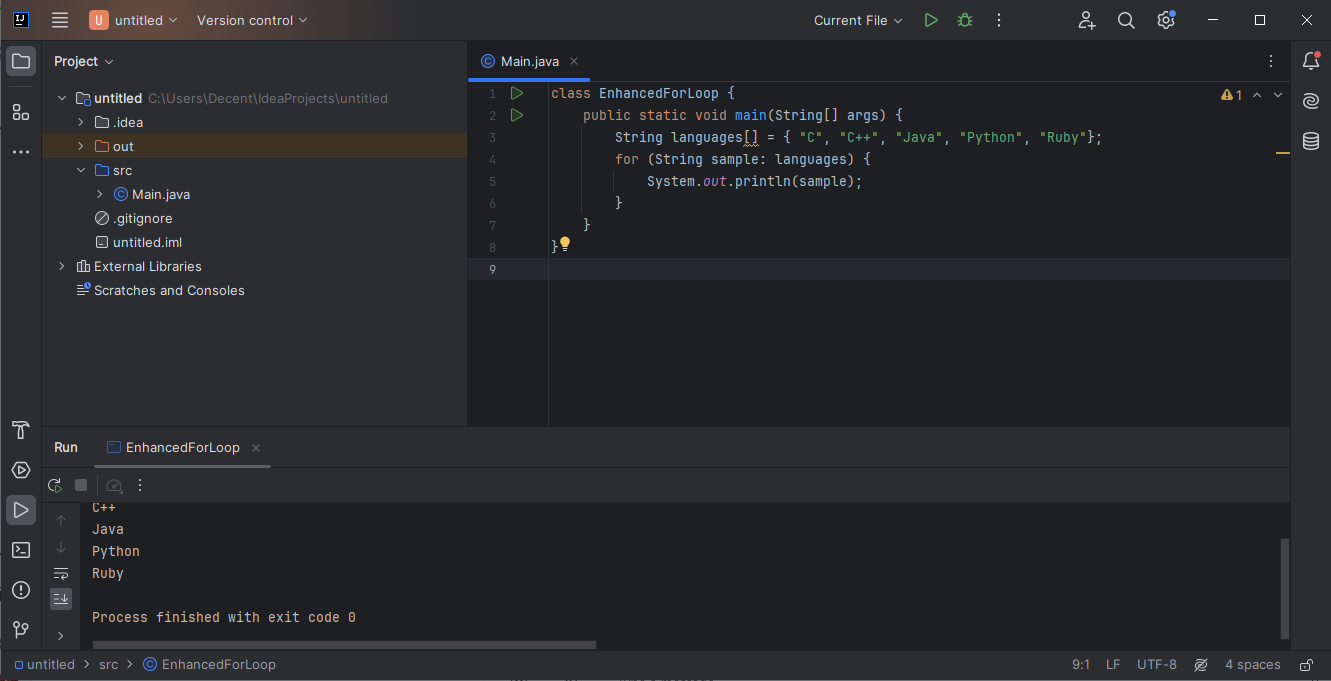 U untitled Version control Current File
Project
Main.java
untitled C:\Users\Decent\IdeaProjects\untitled
.idea
out
src
Main.java
.gitignore
untitled.iml
External Libraries
Scratches and Consoles
1 class EnhancedForLoop {
2 public static void main(String[] args) {
3 String languages[] = { "C", "C++", "Java", "Python", "Ruby"};
4 for (String sample: languages) {
5 System.out.println(sample);
6 }
7 }
8 }
9
1
Run EnhancedForLoop
C++
Java
Python
Ruby
Process finished with exit code 0
untitled > src > EnhancedForLoop 9:1 LF UTF-8 4 spaces